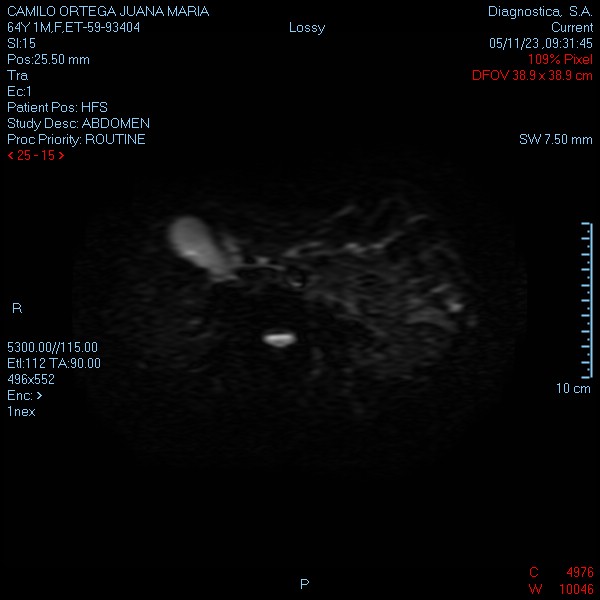 CAMILO ORTEGA JUANA MARIA
64Y 1M,F,ET-59-93404
SI:15
Pos:25.50 mm
Tra
Ec:1
Patient Pos: HFS
Study Desc: ABDOMEN
Proc Priority: ROUTINE
< 25 - 15 >
Lossy
Diagnostica, S.A.
Current
05/11/23 ,09:31:45
109% Pixel
DFOV 38.9 x 38.9 cm
SW 7.50 mm
R
5300.00//115.00
Etl:112 TA:90.00
496x552
Enc: >
1nex
10 cm
P
C 4976
W 10046